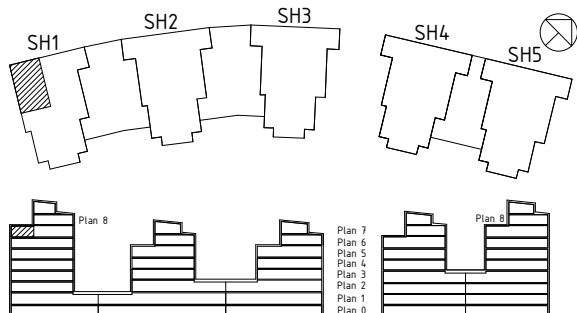 SH1
SH2
SH3
SH4
SH5
Plan 8
Plan 7
Plan 6
Plan 5
Plan 4
Plan 3
Plan 2
Plan 1
Plan 0
Plan 8